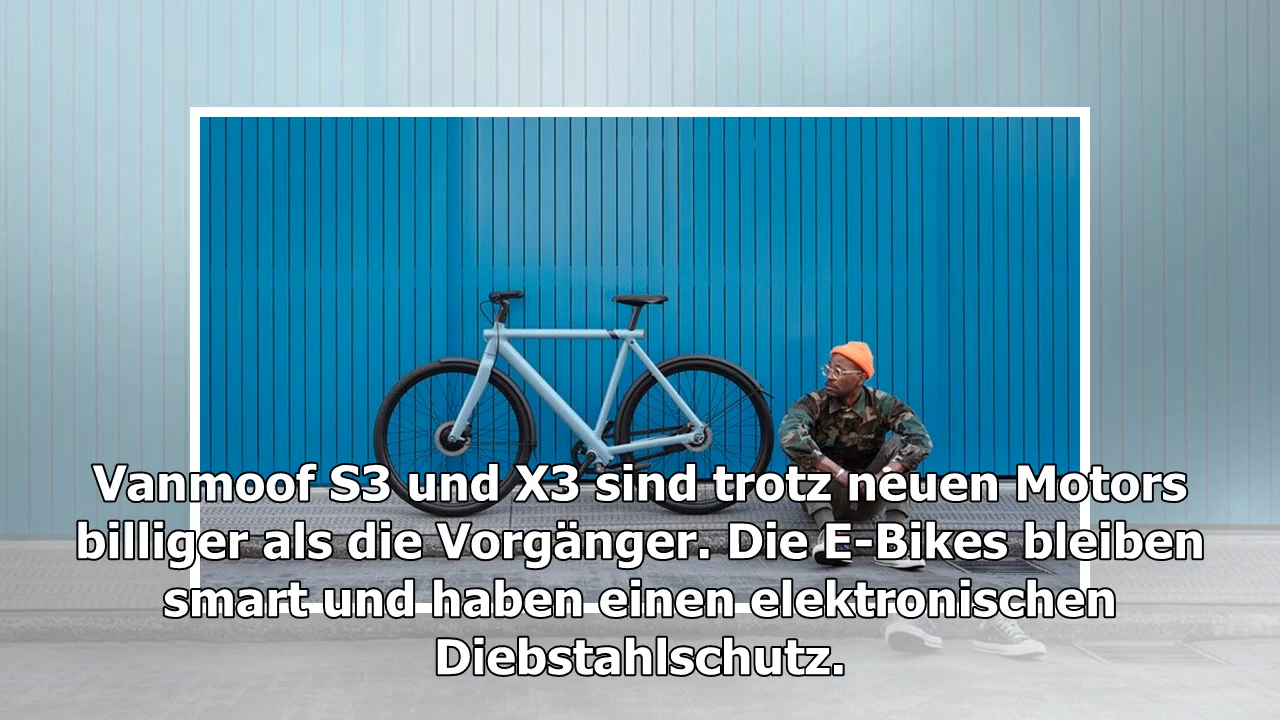 Vanmoof S3 und X3 sind trotz neuen Motors
billiger als die Vorgänger. Die E-Bikes bleiben
smart und haben einen elektronischen
Diebstahlschutz.